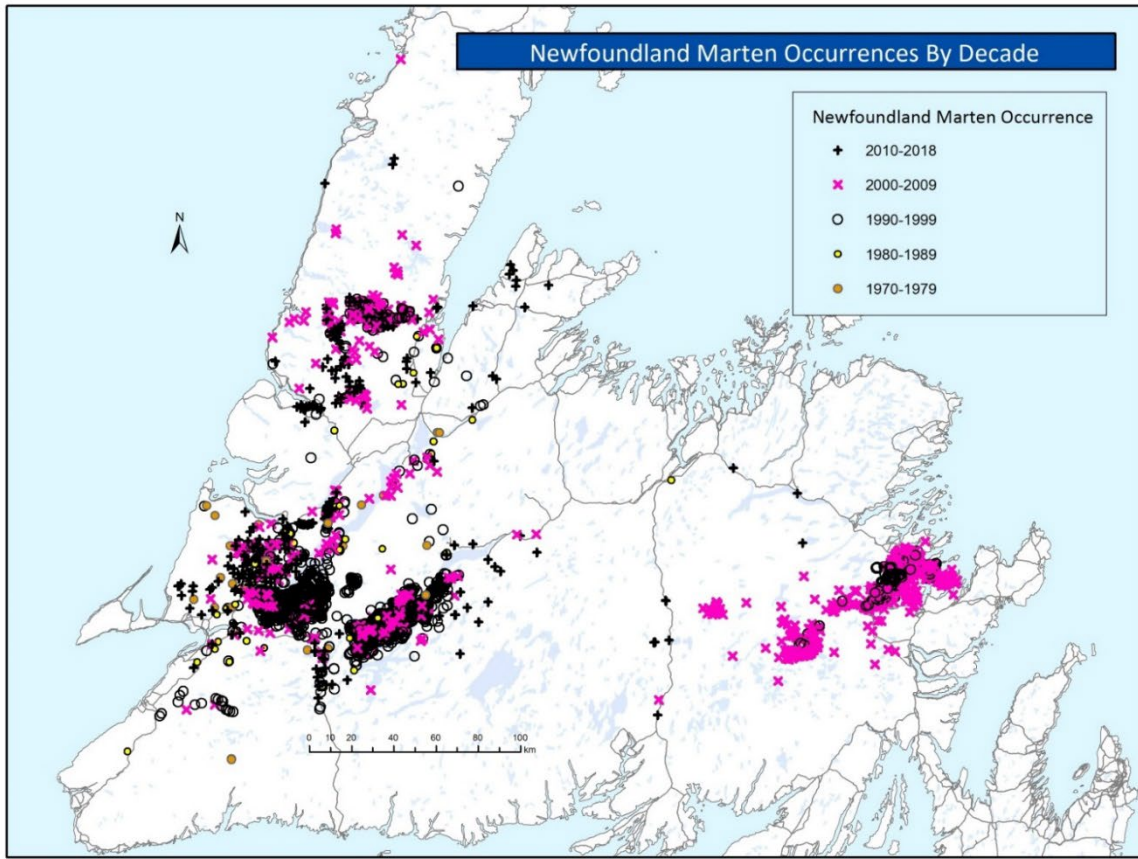 Newfoundland Marten Occurrences By Decade
Newfoundland Marten Occurrence
2010-2018
2000-2009
1990-1999
1980-1989
1970-1979
N
0 10 20 40 60 80 100
km